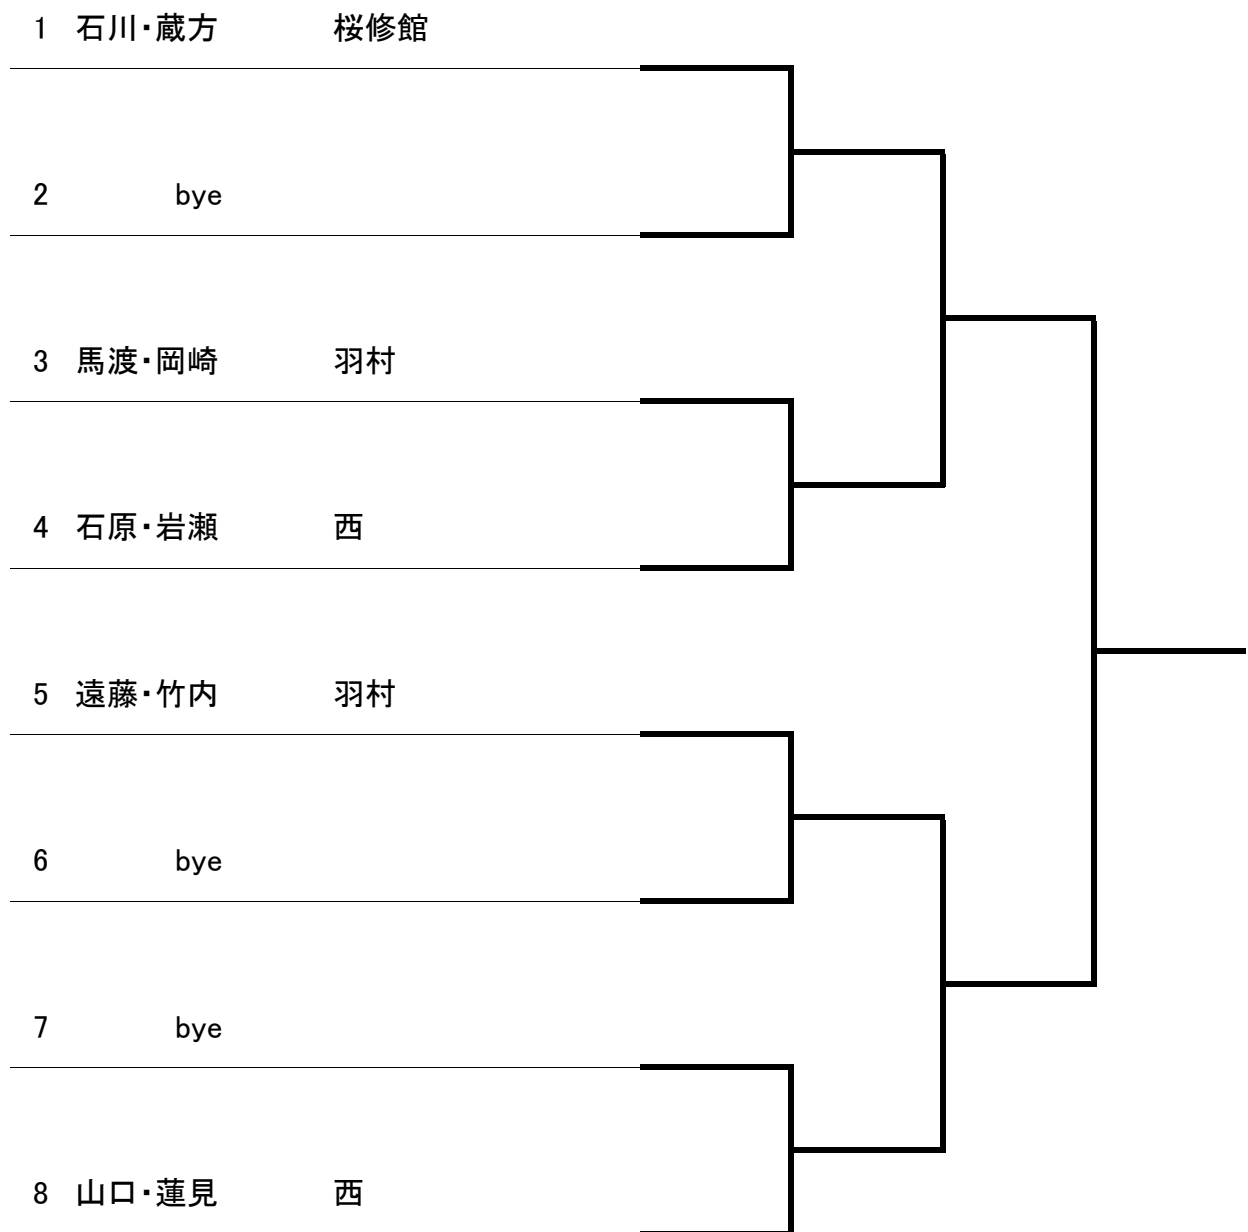 1 石川・蔵方 桜修館
2 bye
3 馬渡・岡崎 羽村
4 石原・岩瀬 西
5 遠藤・竹内 羽村
6 bye
7 bye
8 山口・蓮見 西